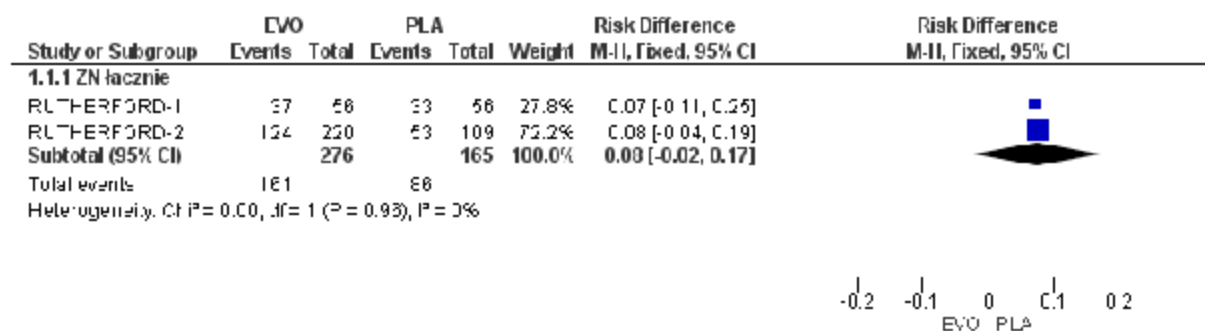 EVO PLA Risk Difference Risk Difference
Study or Subgroup Events Total Events Total Weight M-H, Fixed, 95% CI M-H, Fixed, 95% CI
1.1.1 ZN łącznie
RUTHERFORD-1 37 56 33 56 27.8% 0.07 [-0.11, 0.25]
RUTHERFORD-2 124 220 53 109 72.2% 0.08 [-0.04, 0.19]
Subtotal (95% CI) 276 165 100.0% 0.08 [-0.02, 0.17]
Total events 161 86
Heterogeneity: Chi² = 0.00, df = 1 (P = 0.98); I² = 0%
-0.2 -0.1 0 0.1 0.2
EVO PLA